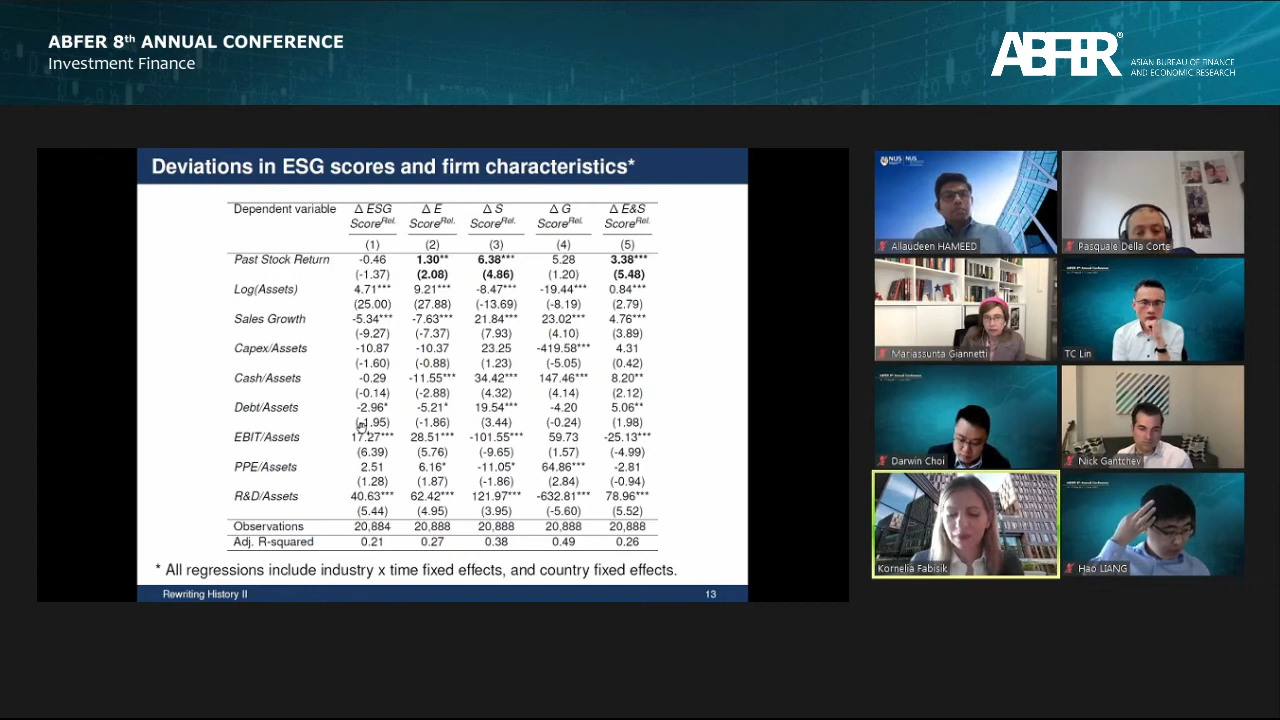 ABFER 8th ANNUAL CONFERENCE
Investment Finance
ABFER®
ASIAN BUREAU OF FINANCE
AND ECONOMIC RESEARCH
Deviations in ESG scores and firm characteristics*
Dependent variable Δ ESG Δ E Δ S Δ G Δ E&S
Score^Rel. Score^Rel. Score^Rel. Score^Rel. Score^Rel.
(1) (2) (3) (4) (5)
Past Stock Return -0.46 1.30** 6.38*** 5.28 3.38***
(-1.37) (2.08) (4.86) (1.20) (5.48)
Log(Assets) 4.71*** 9.21*** -8.47*** -19.44*** 0.84***
(25.00) (27.88) (-13.69) (-8.19) (2.79)
Sales Growth -5.34*** -7.63*** 21.84*** 23.02*** 4.76***
(-9.27) (-7.37) (7.93) (4.10) (3.89)
Capex/Assets -10.87 -10.37 23.25 -419.58*** 4.31
(-1.60) (-0.88) (1.23) (-5.05) (0.42)
Cash/Assets -0.29 -11.55*** 34.42*** 147.46*** 8.20**
(-0.14) (-2.88) (4.32) (4.14) (2.12)
Debt/Assets -2.96* -5.21* 19.54*** -4.20 5.06**
(-1.95) (-1.86) (3.44) (-0.24) (1.98)
EBIT/Assets 17.27*** 28.51*** -101.55*** 59.73 -25.13***
(6.39) (5.76) (-9.65) (1.57) (-4.99)
PPE/Assets 2.51 6.16* -11.05* 64.86*** -2.81
(1.28) (1.87) (-1.86) (2.84) (-0.94)
R&D/Assets 40.63*** 62.42*** 121.97*** -632.81*** 78.96***
(5.44) (4.95) (3.95) (-5.60) (5.52)
Observations 20,884 20,888 20,888 20,888 20,888
Adj. R-squared 0.21 0.27 0.38 0.49 0.26
* All regressions include industry x time fixed effects, and country fixed effects.
Rewriting History II 13
NUS
Allaudeen HAMEED
Pasquale Della Corte
Mariassunta Giannetti
TC Lin
Darwin Choi
Nick Gantchev
Kornelia Fabisik
Hao LIANG